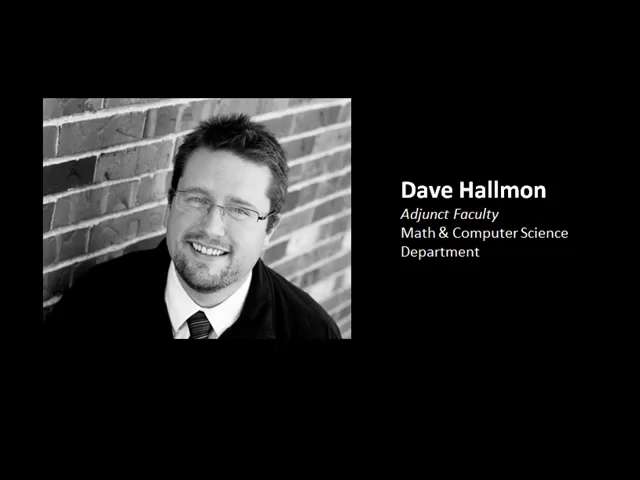 Dave Hallmon
Adjunct Faculty
Math & Computer Science
Department